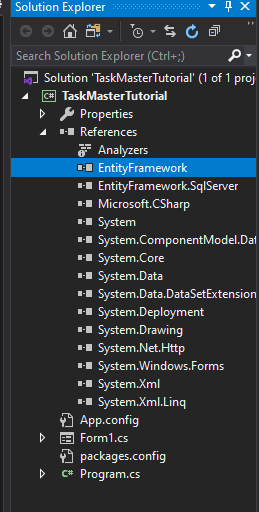 Solution Explorer
Search Solution Explorer (Ctrl+;)
Solution 'TaskMasterTutorial' (1 of 1 proj
TaskMasterTutorial
Properties
References
Analyzers
EntityFramework
EntityFramework.SqlServer
Microsoft.CSharp
System
System.ComponentModel.Dat
System.Core
System.Data
System.Data.DataSetExtension
System.Deployment
System.Drawing
System.Net.Http
System.Windows.Forms
System.Xml
System.Xml.Linq
App.config
Form1.cs
packages.config
C# Program.cs